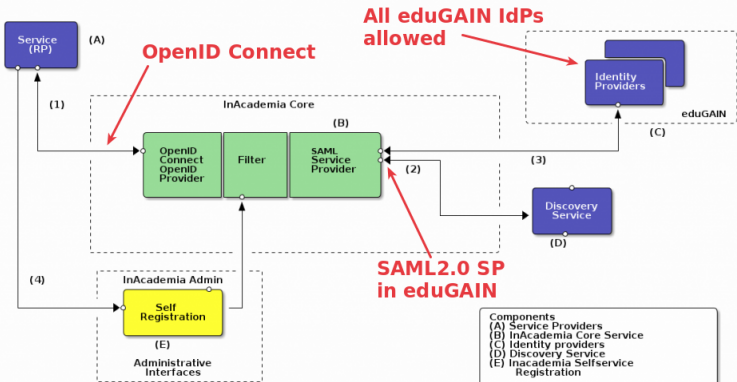 All eduGAIN IdPs
allowed
Service
(RP)
(A)
OpenID Connect
Identity
Providers
eduGAIN
(C)
(1)
InAcademia Core
(B)
OpenID
Connect
OpenID
Provider
Filter
SAML
Service
Provider
(2)
(3)
Discovery
Service
(D)
SAML2.0 SP
in eduGAIN
(4)
InAcademia Admin
Self
Registration
(E)
Administrative
Interfaces
Components
(A) Service Providers
(B) InAcademia Core Service
(C) Identity providers
(D) Discovery Service
(E) Inacademia Selfservice
Registration